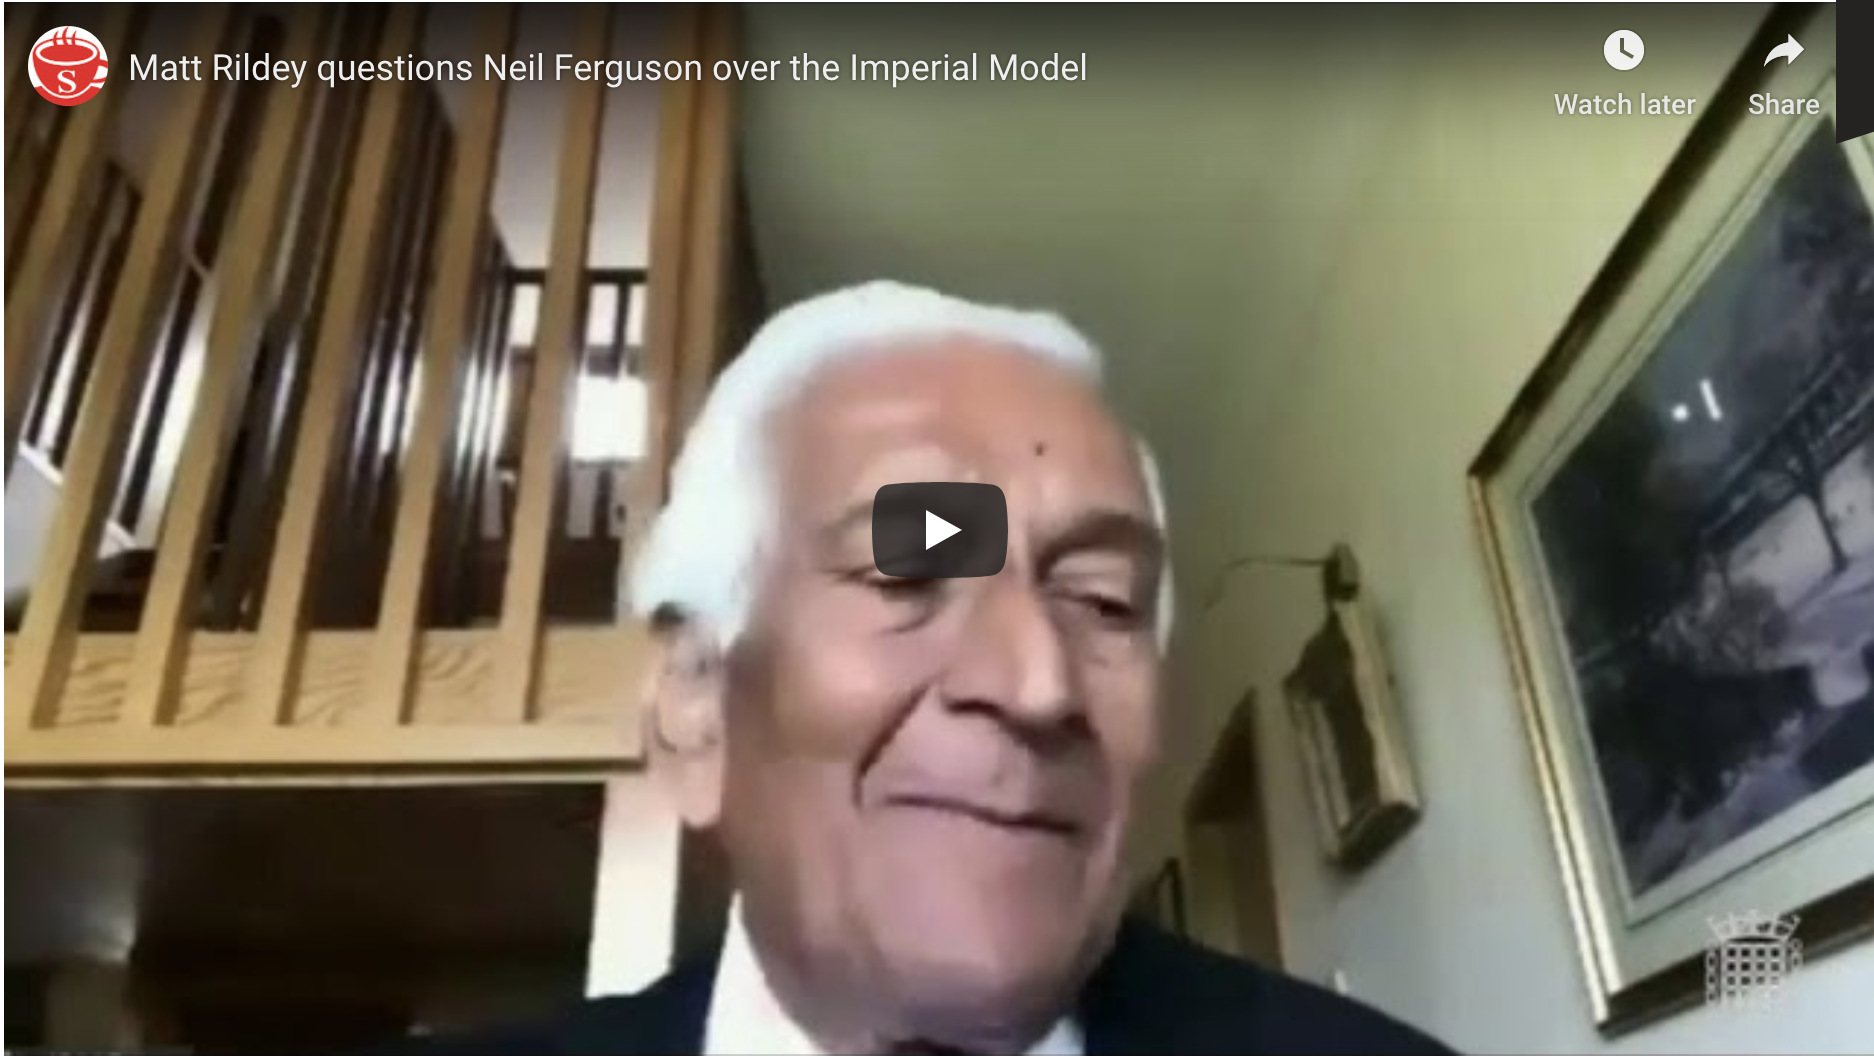 S
Matt Rildey questions Neil Ferguson over the Imperial Model
Watch later
Share